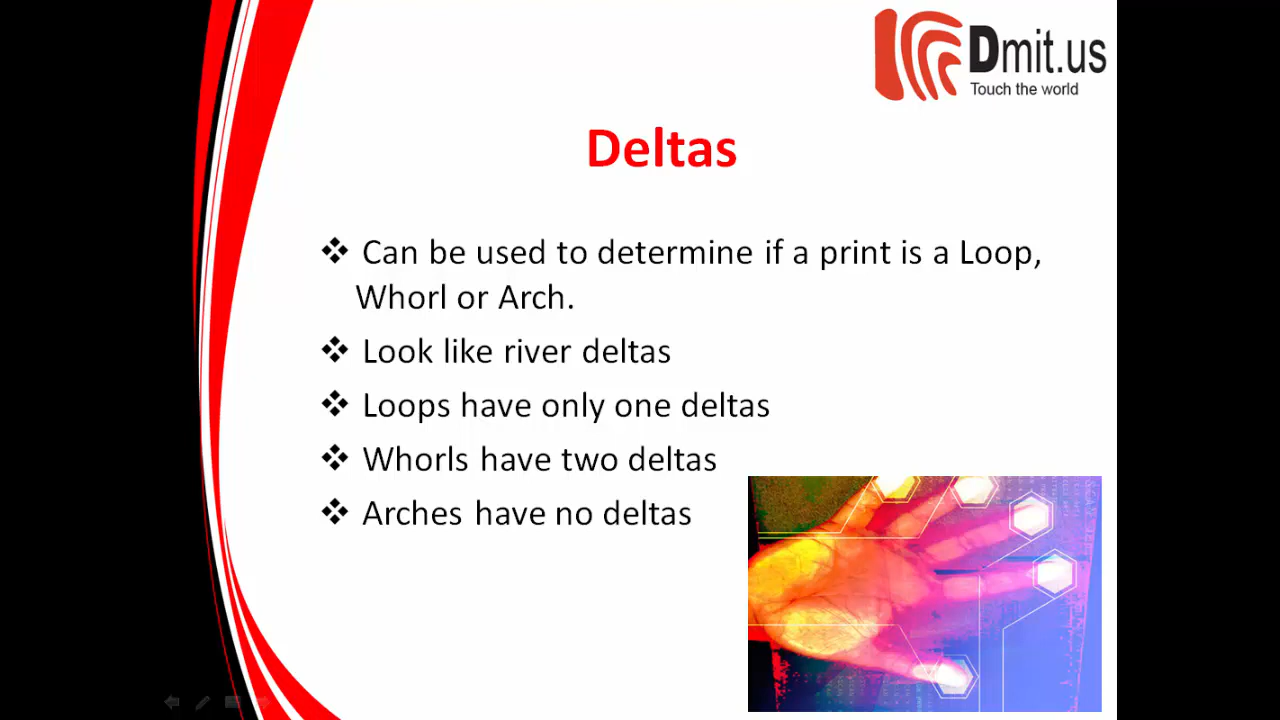 Dmit.us
Touch the world
Deltas
❖ Can be used to determine if a print is a Loop,
Whorl or Arch.
❖ Look like river deltas
❖ Loops have only one deltas
❖ Whorls have two deltas
❖ Arches have no deltas